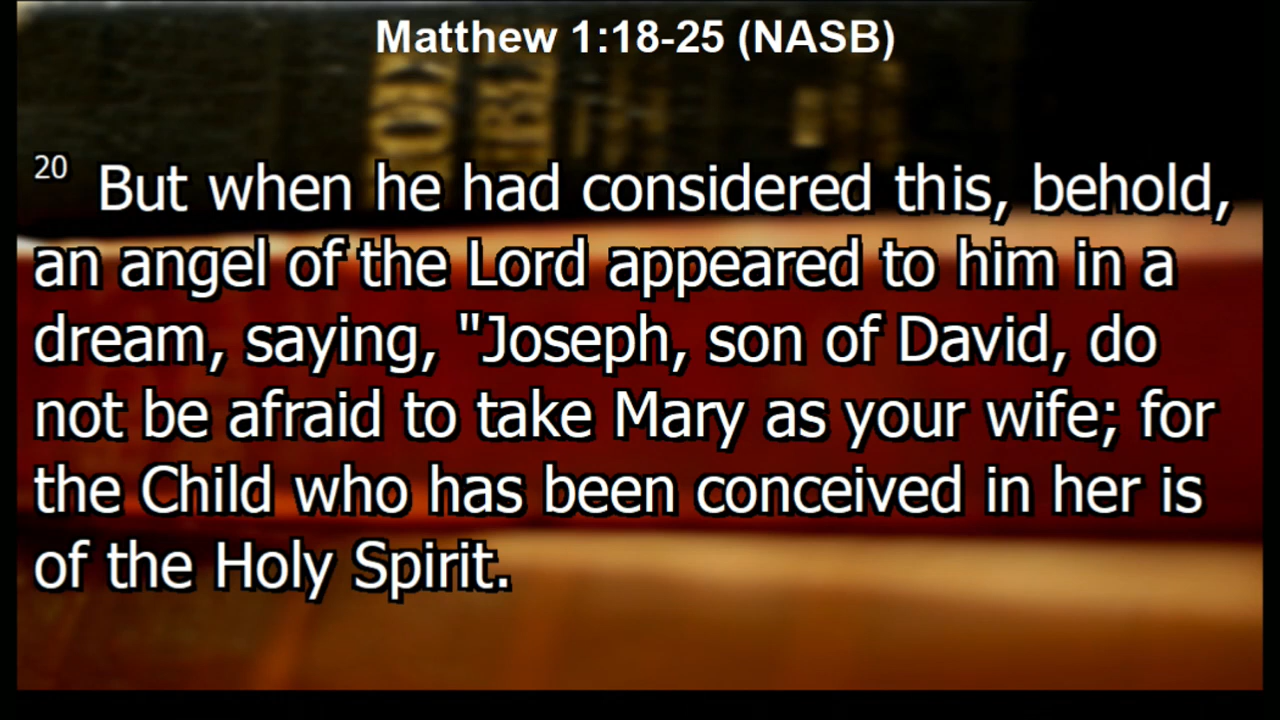 Matthew 1:18-25 (NASB)
20 But when he had considered this, behold,
an angel of the Lord appeared to him in a
dream, saying, "Joseph, son of David, do
not be afraid to take Mary as your wife; for
the Child who has been conceived in her is
of the Holy Spirit.